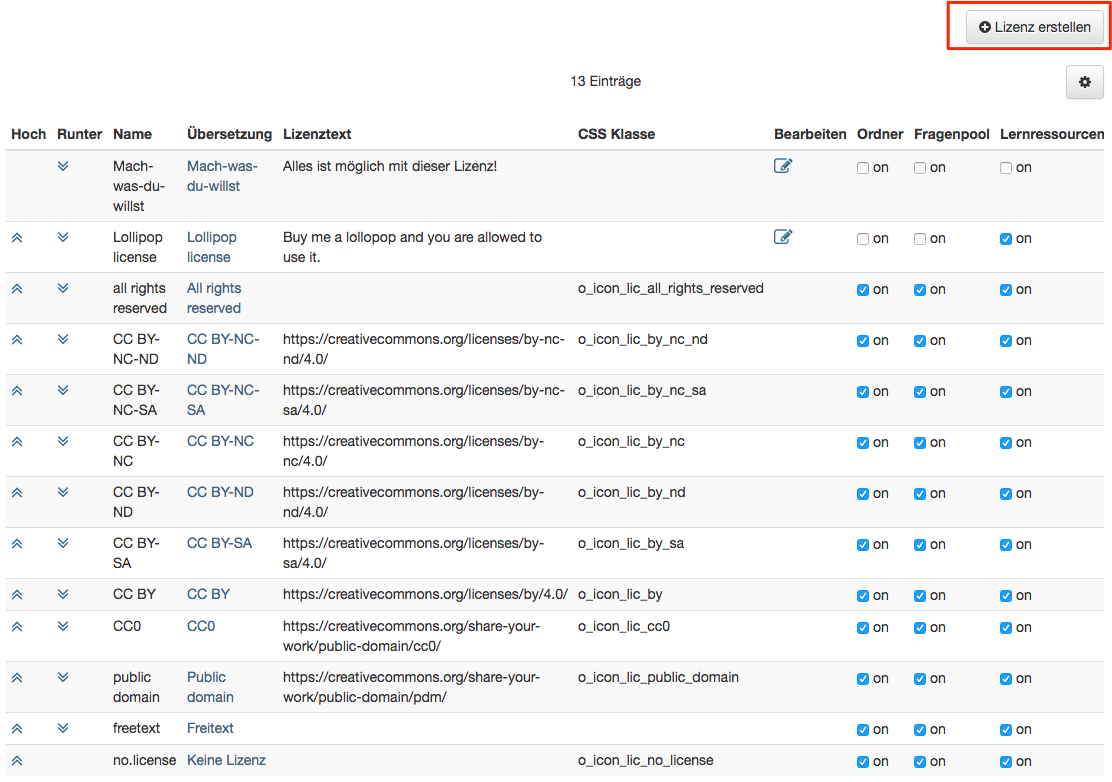 Lizenz erstellen
13 Einträge
Hoch Runter Name Übersetzung Lizenztext CSS Klasse Bearbeiten Ordner Fragenpool Lernressourcen
Mach- Mach-was- Alles ist möglich mit dieser Lizenz! on on on
was-du- du-willst
willst
Lollipop Lollipop Buy me a lollopop and you are allowed to on on on
license license use it.
all rights All rights o_icon_lic_all_rights_reserved on on on
reserved reserved
CC BY- CC BY-NC- https://creativecommons.org/licenses/by-nc- o_icon_lic_by_nc_nd on on on
NC-ND ND nd/4.0/
CC BY- CC BY-NC- https://creativecommons.org/licenses/by-nc- o_icon_lic_by_nc_sa on on on
NC-SA SA sa/4.0/
CC BY- CC BY-NC https://creativecommons.org/licenses/by- o_icon_lic_by_nc on on on
NC nc/4.0/
CC BY- CC BY-ND https://creativecommons.org/licenses/by- o_icon_lic_by_nd on on on
ND nd/4.0/
CC BY- CC BY-SA https://creativecommons.org/licenses/by- o_icon_lic_by_sa on on on
SA sa/4.0/
CC BY CC BY https://creativecommons.org/licenses/by/4.0/ o_icon_lic_by on on on
CC0 CC0 https://creativecommons.org/share-your- o_icon_lic_cc0 on on on
work/public-domain/cc0/
public Public https://creativecommons.org/share-your- o_icon_lic_public_domain on on on
domain domain work/public-domain/pdm/
freetext Freitext on on on
no.license Keine Lizenz o_icon_lic_no_license on on on